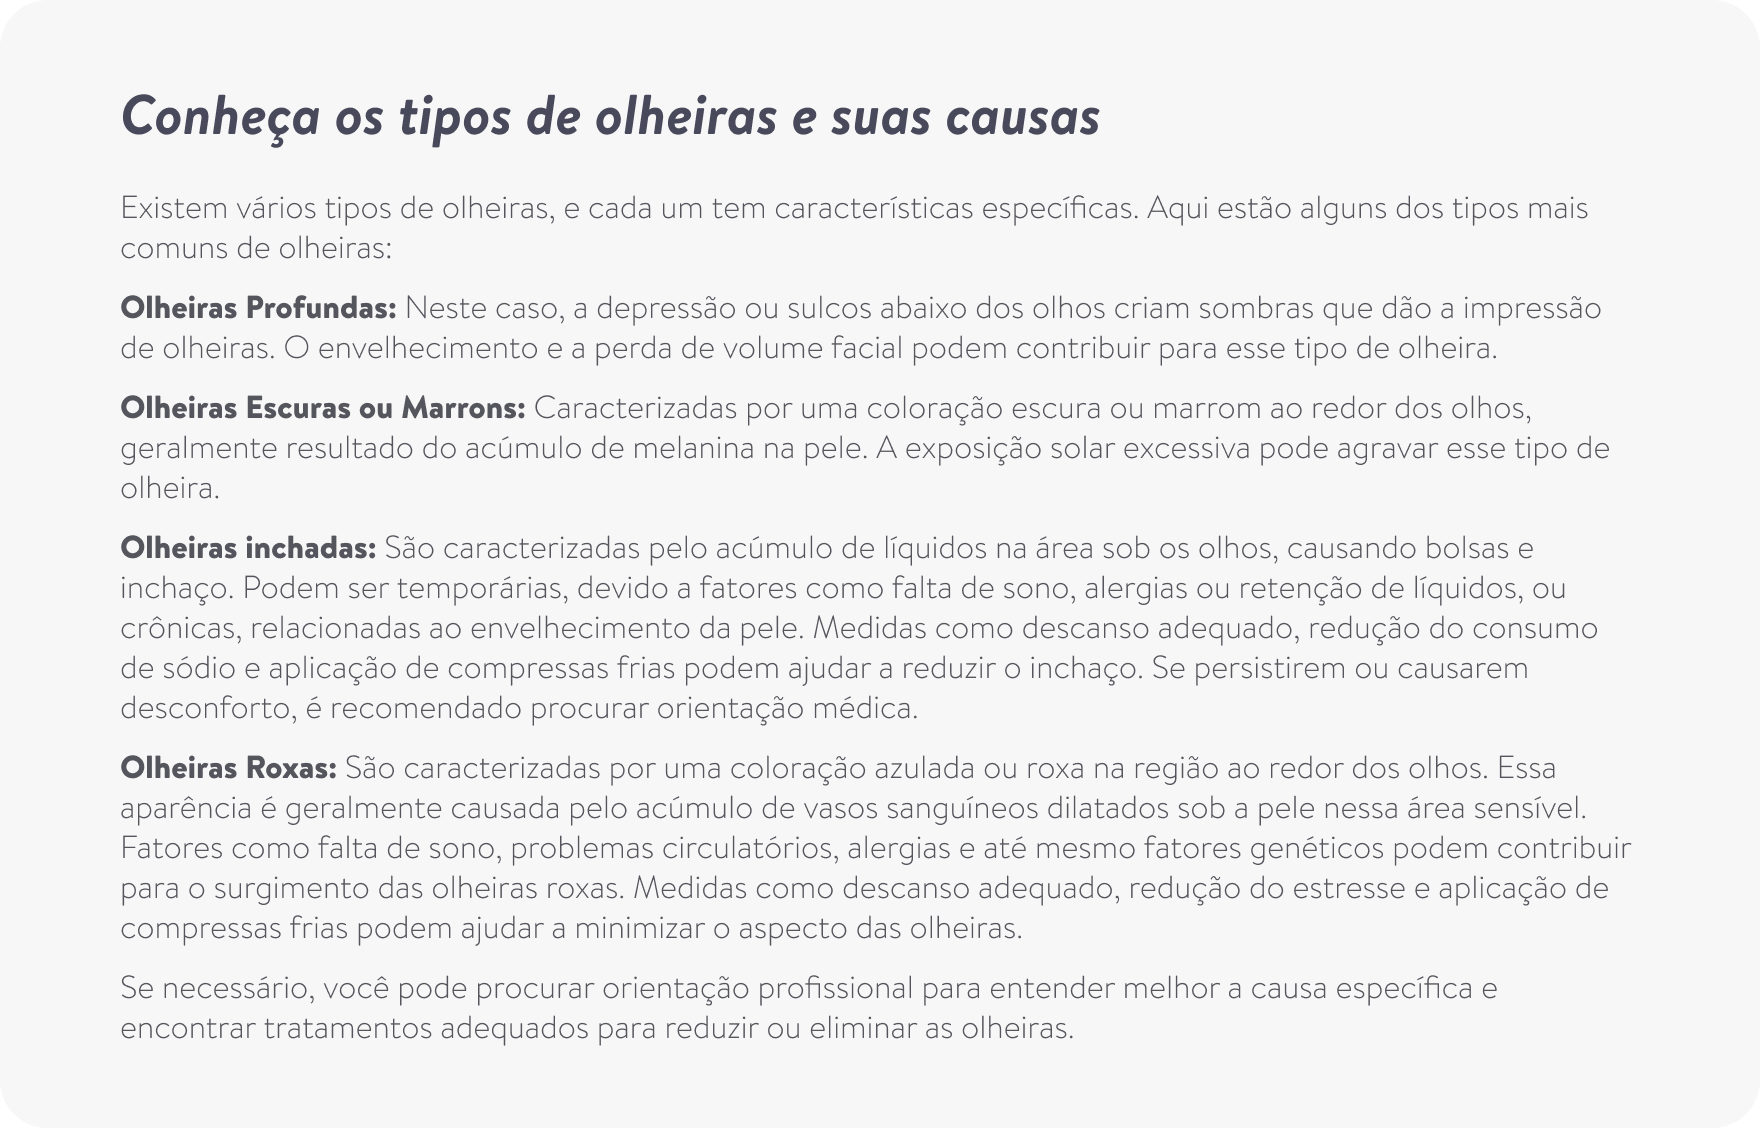 Conheça os tipos de olheiras e suas causas
Existem vários tipos de olheiras, e cada um tem características específicas. Aqui estão alguns dos tipos mais
comuns de olheiras:
Olheiras Profundas: Neste caso, a depressão ou sulcos abaixo dos olhos criam sombras que dão a impressão
de olheiras. O envelhecimento e a perda de volume facial podem contribuir para esse tipo de olheira.
Olheiras Escuras ou Marrons: Caracterizadas por uma coloração escura ou marrom ao redor dos olhos,
geralmente resultado do acúmulo de melanina na pele. A exposição solar excessiva pode agravar esse tipo de
olheira.
Olheiras inchadas: São caracterizadas pelo acúmulo de líquidos na área sob os olhos, causando bolsas e
inchaço. Podem ser temporárias, devido a fatores como falta de sono, alergias ou retenção de líquidos, ou
crônicas, relacionadas ao envelhecimento da pele. Medidas como descanso adequado, redução do consumo
de sódio e aplicação de compressas frias podem ajudar a reduzir o inchaço. Se persistirem ou causarem
desconforto, é recomendado procurar orientação médica.
Olheiras Roxas: São caracterizadas por uma coloração azulada ou roxa na região ao redor dos olhos. Essa
aparência é geralmente causada pelo acúmulo de vasos sanguíneos dilatados sob a pele nessa área sensível.
Fatores como falta de sono, problemas circulatórios, alergias e até mesmo fatores genéticos podem contribuir
para o surgimento das olheiras roxas. Medidas como descanso adequado, redução do estresse e aplicação de
compressas frias podem ajudar a minimizar o aspecto das olheiras.
Se necessário, você pode procurar orientação profissional para entender melhor a causa específica e
encontrar tratamentos adequados para reduzir ou eliminar as olheiras.